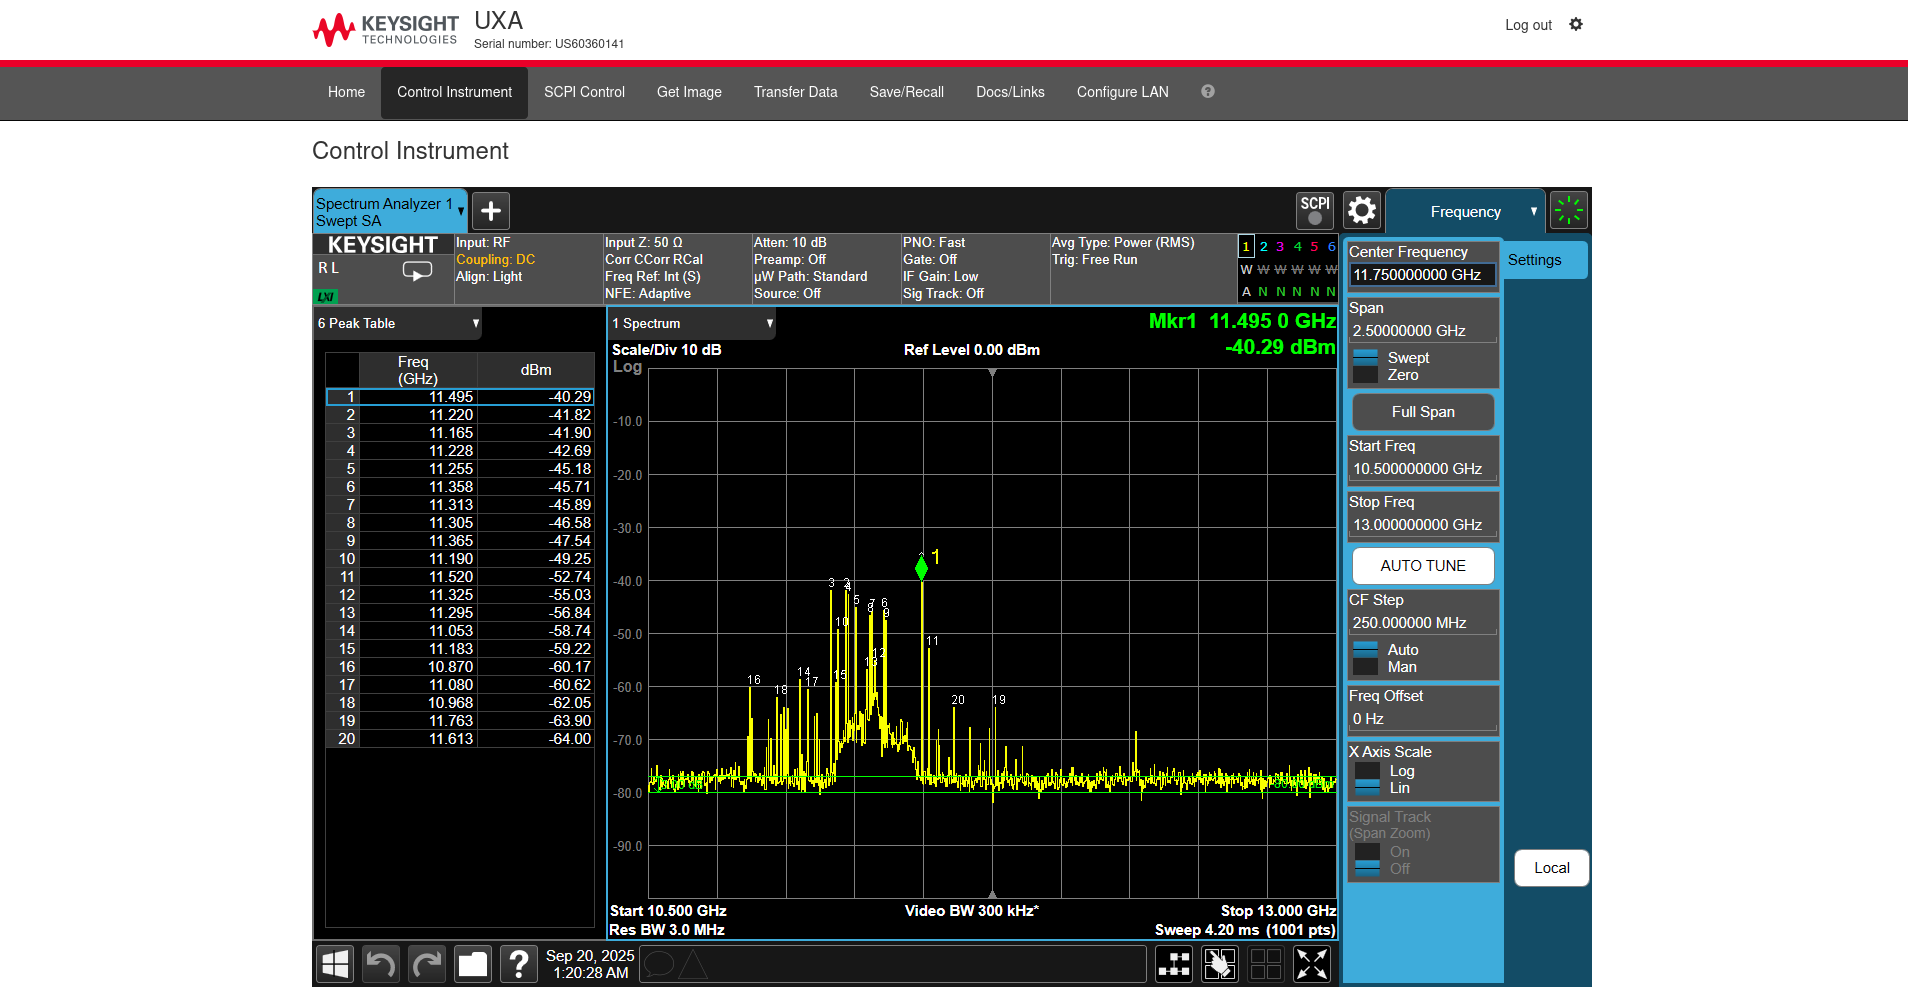 KEYSIGHT
TECHNOLOGIES
UXA
Serial number: US60360141
Log out
Home
Control Instrument
SCPI Control
Get Image
Transfer Data
Save/Recall
Docs/Links
Configure LAN
?
Control Instrument
Spectrum Analyzer 1
Swept SA
SCPI
Frequency
KEYSIGHT
R L
LXI
Input: RF
Coupling: DC
Align: Light
Input Z: 50 Ω
Corr CCorr RCal
Freq Ref: Int (S)
NFE: Adaptive
Atten: 10 dB
Preamp: Off
µW Path: Standard
Source: Off
PNO: Fast
Gate: Off
IF Gain: Low
Sig Track: Off
Avg Type: Power (RMS)
Trig: Free Run
1 2 3 4 5 6
W W W W W W
A N N N N N
6 Peak Table
Freq
(GHz)
dBm
1 11.495 -40.29
2 11.220 -41.82
3 11.165 -41.90
4 11.228 -42.69
5 11.255 -45.18
6 11.358 -45.71
7 11.313 -45.89
8 11.305 -46.58
9 11.365 -47.54
10 11.190 -49.25
11 11.520 -52.74
12 11.325 -55.03
13 11.295 -56.84
14 11.053 -58.74
15 11.183 -59.22
16 10.870 -60.17
17 11.080 -60.62
18 10.968 -62.05
19 11.763 -63.90
20 11.613 -64.00
1 Spectrum
Mkr1 11.495 0 GHz
-40.29 dBm
Scale/Div 10 dB
Ref Level 0.00 dBm
Log
-10.0
-20.0
-30.0
-40.0
-50.0
-60.0
-70.0
-80.0
-90.0
1
3
5
6
9
10
11
14
16
17
18
20
19
Start 10.500 GHz
Video BW 300 kHz*
Stop 13.000 GHz
Res BW 3.0 MHz
Sweep 4.20 ms (1001 pts)
Center Frequency
11.750000000 GHz
Settings
Span
2.50000000 GHz
Swept
Zero
Full Span
Start Freq
10.500000000 GHz
Stop Freq
13.000000000 GHz
AUTO TUNE
CF Step
250.000000 MHz
Auto
Man
Freq Offset
0 Hz
X Axis Scale
Log
Lin
Signal Track
(Span Zoom)
On
Off
Local
?
Sep 20, 2025
1:20:28 AM